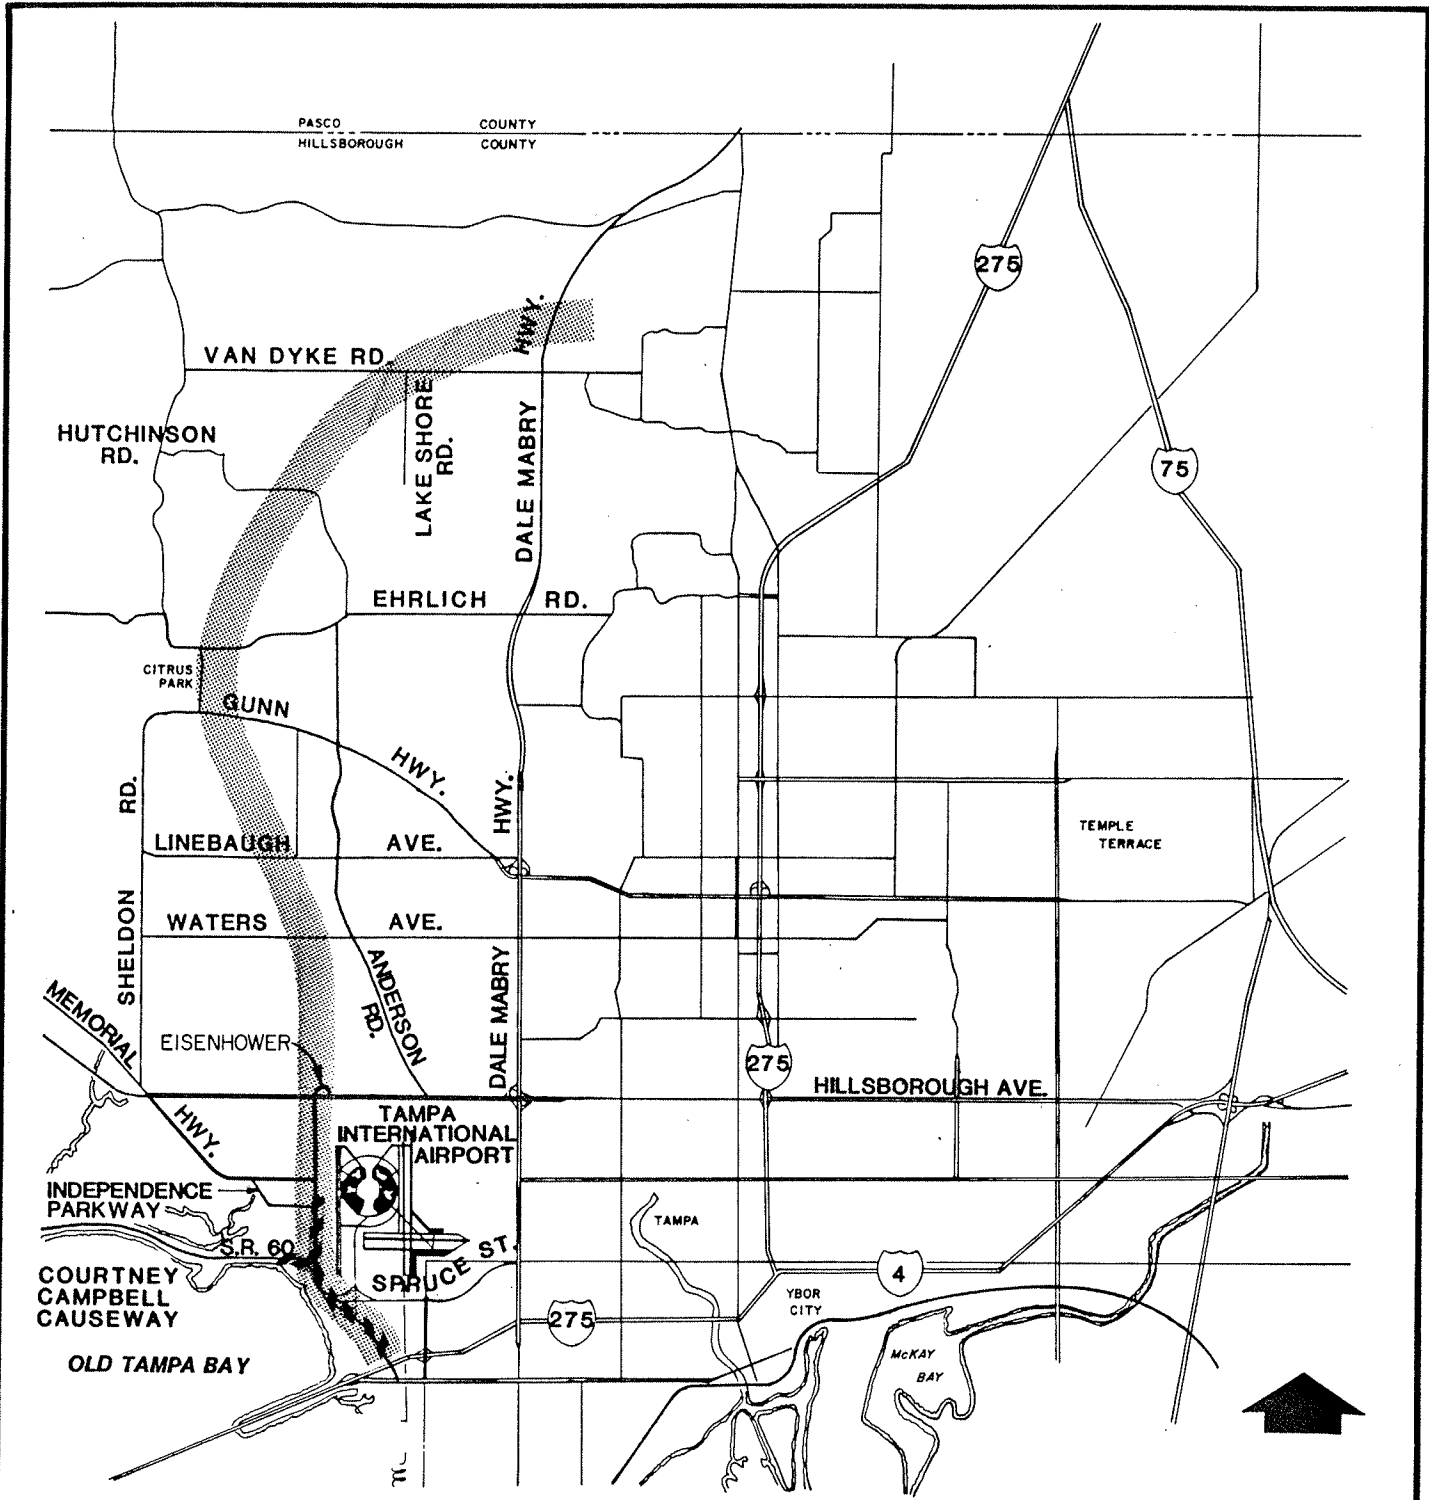 PASCO COUNTY
HILLSBOROUGH COUNTY
275
HWY.
VAN DYKE RD.
LAKE SHORE
RD.
DALE MABRY
HUTCHINSON
RD.
75
EHRLICH RD.
CITRUS
PARK
GUNN
HWY.
HWY.
RD.
LINEBAUGH AVE.
TEMPLE
TERRACE
SHELDON
WATERS AVE.
ANDERSON
RD.
DALE MABRY
MEMORIAL
HWY.
EISENHOWER
275
HILLSBOROUGH AVE.
TAMPA
INTERNATIONAL
AIRPORT
INDEPENDENCE
PARKWAY
TAMPA
S.R. 60
SPRUCE ST.
COURTNEY
CAMPBELL
CAUSEWAY
4
YBOR
CITY
275
OLD TAMPA BAY
McKAY
BAY